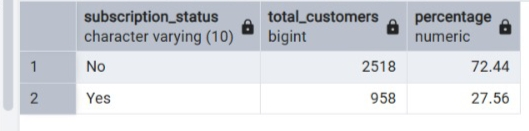 subscription_status total_customers percentage
character varying (10) bigint numeric
1 No 2518 72.44
2 Yes 958 27.56